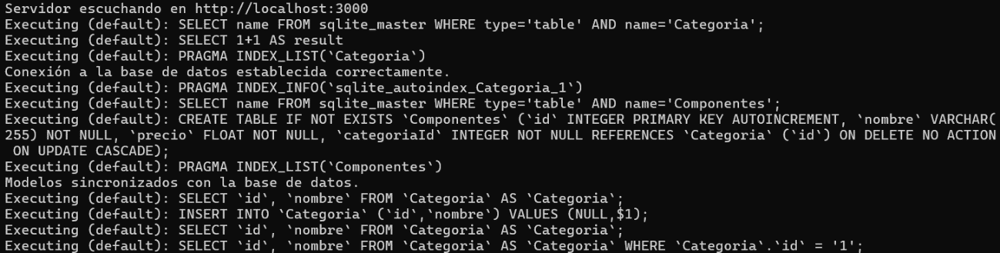 Servidor escuchando en http://localhost:3000
Executing (default): SELECT name FROM sqlite_master WHERE type='table' AND name='Categoria';
Executing (default): SELECT 1+1 AS result
Executing (default): PRAGMA INDEX_LIST(`Categoria`)
Conexión a la base de datos establecida correctamente.
Executing (default): PRAGMA INDEX_INFO(`sqlite_autoindex_Categoria_1`)
Executing (default): SELECT name FROM sqlite_master WHERE type='table' AND name='Componentes';
Executing (default): CREATE TABLE IF NOT EXISTS `Componentes` (`id` INTEGER PRIMARY KEY AUTOINCREMENT, `nombre` VARCHAR(
255) NOT NULL, `precio` FLOAT NOT NULL, `categoriaId` INTEGER NOT NULL REFERENCES `Categoria` (`id`) ON DELETE NO ACTION
 ON UPDATE CASCADE);
Executing (default): PRAGMA INDEX_LIST(`Componentes`)
Modelos sincronizados con la base de datos.
Executing (default): SELECT `id`, `nombre` FROM `Categoria` AS `Categoria`;
Executing (default): INSERT INTO `Categoria` (`id`,`nombre`) VALUES (NULL,$1);
Executing (default): SELECT `id`, `nombre` FROM `Categoria` AS `Categoria`;
Executing (default): SELECT `id`, `nombre` FROM `Categoria` AS `Categoria` WHERE `Categoria`.`id` = '1';